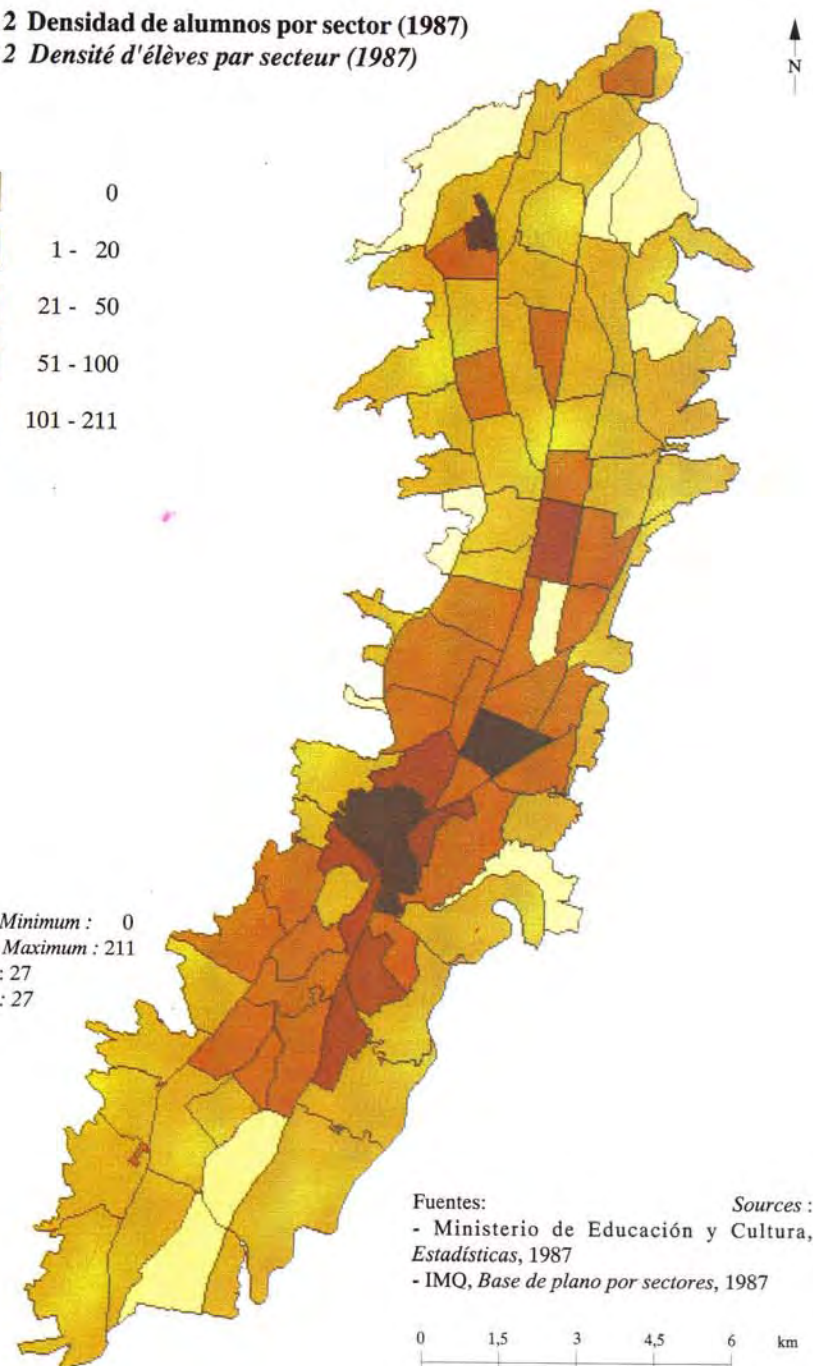 2 Densidad de alumnos por sector (1987)
2 Densité d'élèves par secteur (1987)
N
0
1 - 20
21 - 50
51 - 100
101 - 211
Minimum : 0
Maximum : 211
: 27
: 27
Fuentes: Sources :
- Ministerio de Educación y Cultura,
Estadísticas, 1987
- IMQ, Base de plano por sectores, 1987
0 1,5 3 4,5 6 km